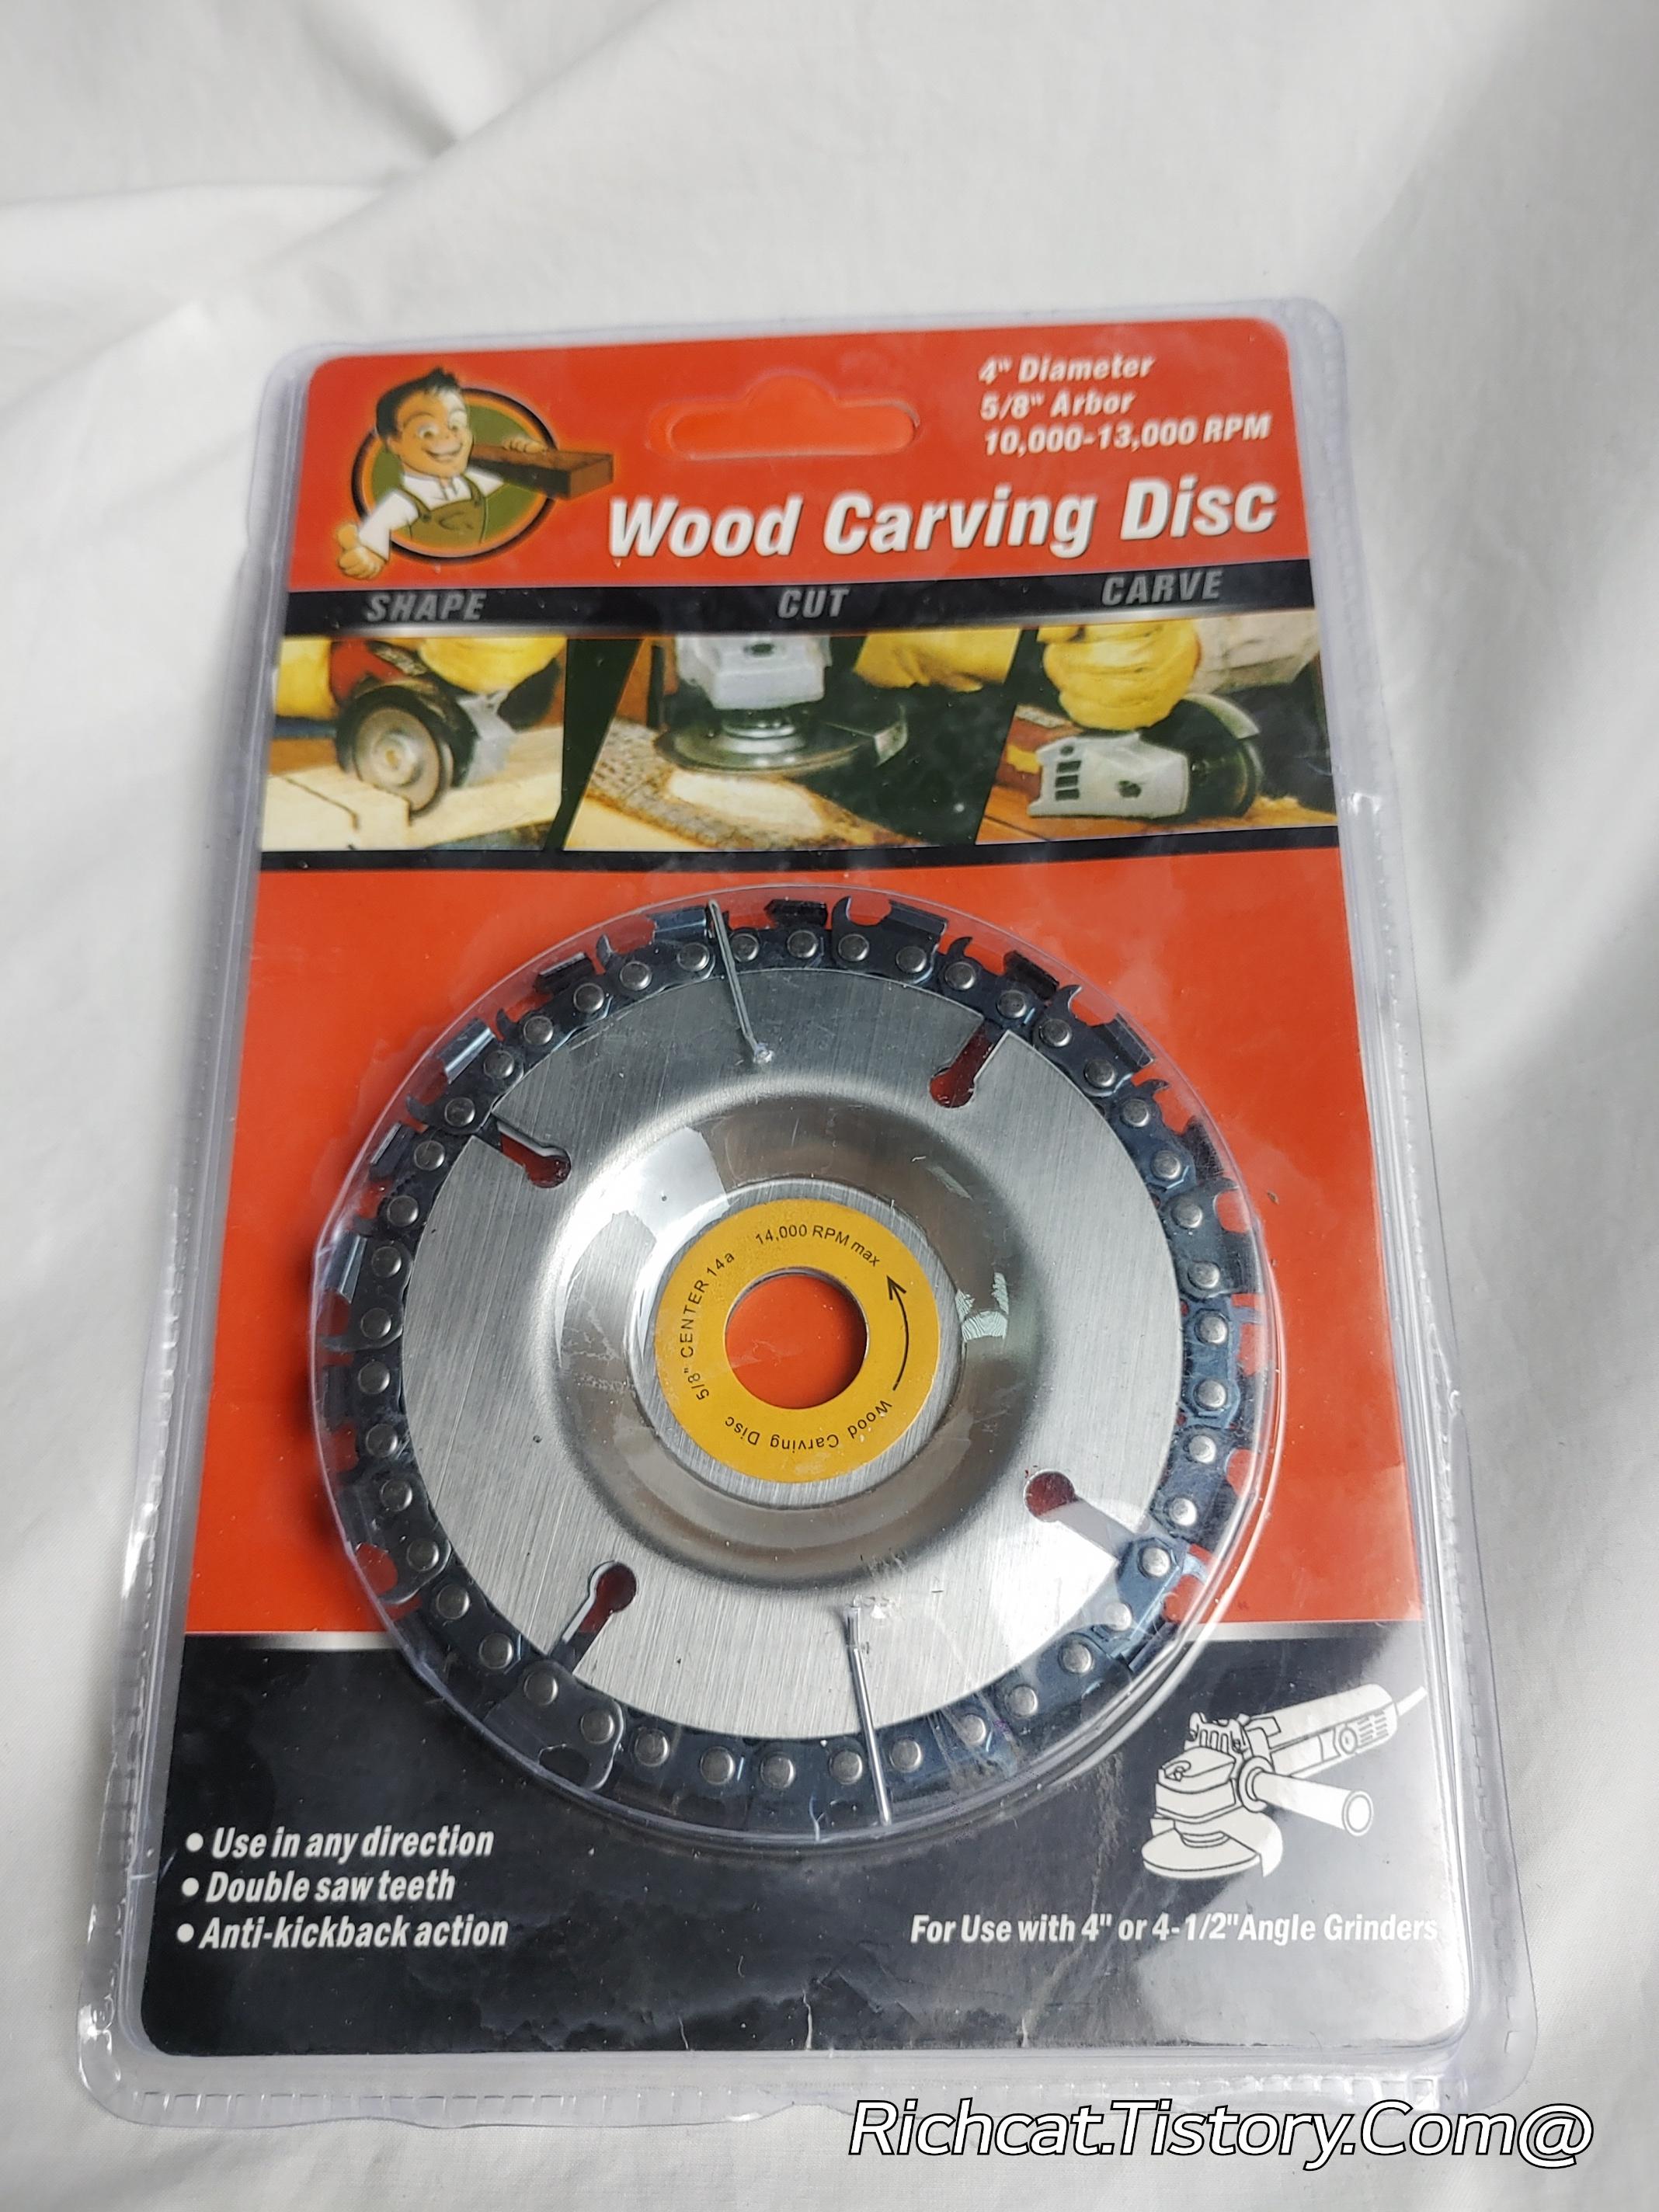 4" Diameter
5/8" Arbor
10,000-13,000 RPM
Wood Carving Disc
SHAPE CUT CARVE
14,000 RPM max
5/8" CENTER 14a
Wood Carving Disc
• Use in any direction
• Double saw teeth
• Anti-kickback action
For Use with 4" or 4-1/2"Angle Grinders
Richcat.Tistory.Com@